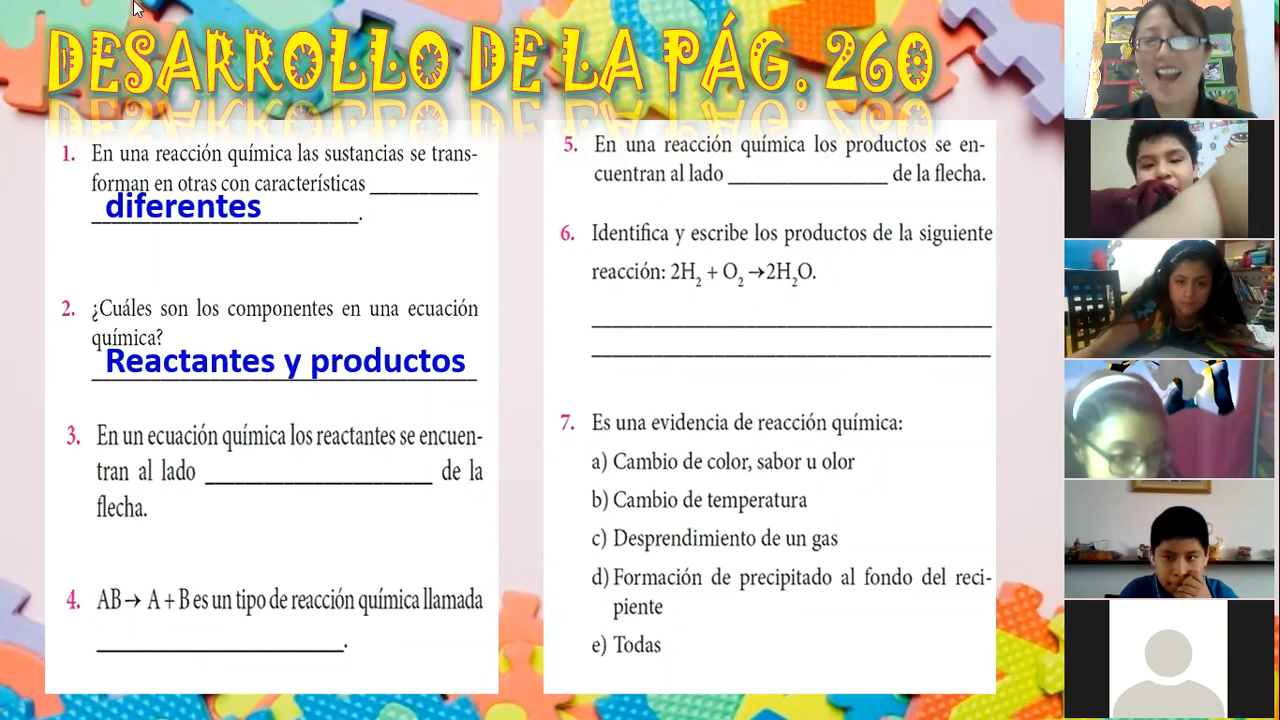 DESARROLLO DE LA PÁG. 260
1. En una reacción química las sustancias se trans-
forman en otras con características ___________
diferentes
___________________________.
2. ¿Cuáles son los componentes en una ecuación
química?
Reactantes y productos
3. En un ecuación química los reactantes se encuen-
tran al lado ______________________ de la
flecha.
4. AB → A + B es un tipo de reacción química llamada
________________________.
5. En una reacción química los productos se en-
cuentran al lado ________________ de la flecha.
6. Identifica y escribe los productos de la siguiente
reacción: 2H₂ + O₂ →2H₂O.
7. Es una evidencia de reacción química:
a) Cambio de color, sabor u olor
b) Cambio de temperatura
c) Desprendimiento de un gas
d) Formación de precipitado al fondo del reci-
piente
e) Todas